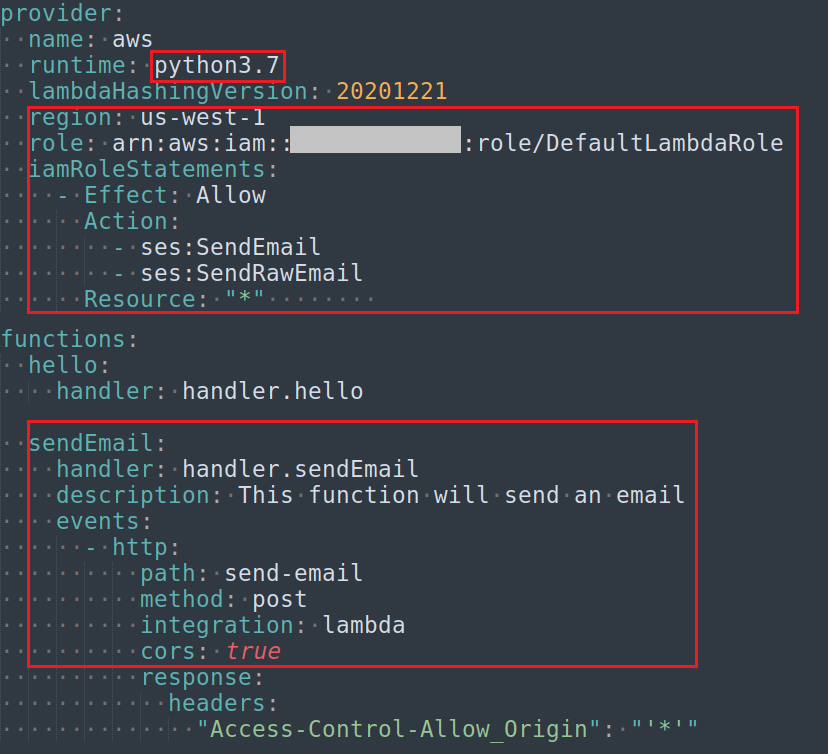 provider:
  name: aws
  runtime: python3.7
  lambdaHashingVersion: 20201221
  region: us-west-1
  role: arn:aws:iam:::role/DefaultLambdaRole
  iamRoleStatements:
    - Effect: Allow
      Action:
        - ses:SendEmail
        - ses:SendRawEmail
      Resource: "*"
functions:
  hello:
    handler: handler.hello
  sendEmail:
    handler: handler.sendEmail
    description: This function will send an email
    events:
      - http:
          path: send-email
          method: post
          integration: lambda
          cors: true
          response:
            headers:
              "Access-Control-Allow_Origin": "'*'"